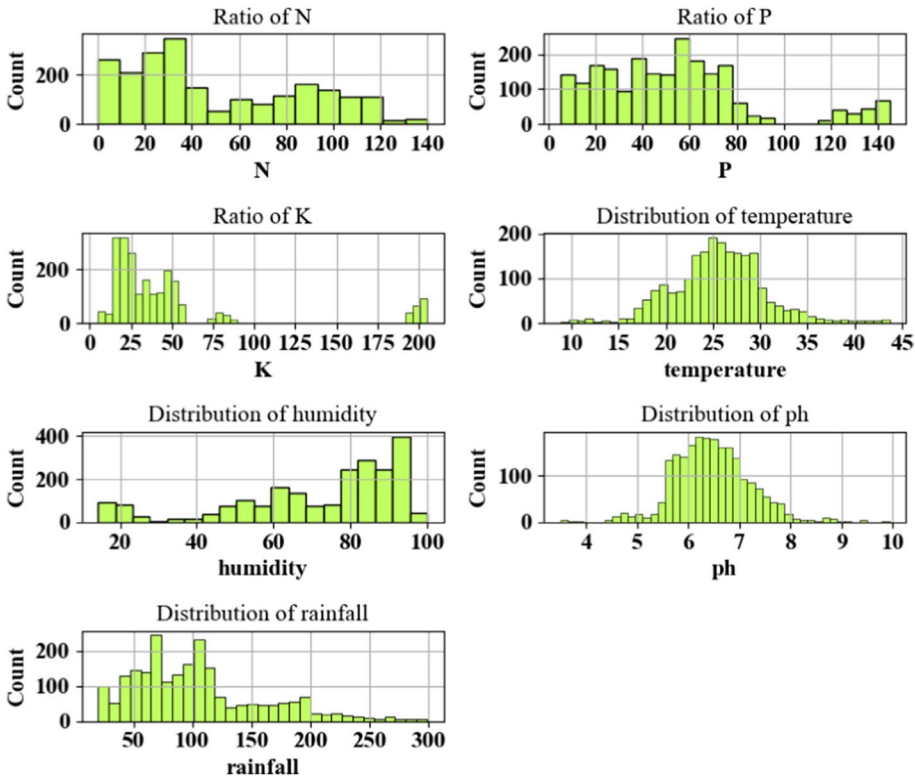 Ratio of N
Count
200
0
0 20 40 60 80 100 120 140
N
Ratio of P
Count
200
100
0
0 20 40 60 80 100 120 140
P
Ratio of K
Count
200
0
0 25 50 75 100 125 150 175 200
K
Distribution of temperature
Count
200
100
0
10 15 20 25 30 35 40 45
temperature
Distribution of humidity
Count
400
200
0
20 40 60 80 100
humidity
Distribution of ph
Count
100
0
4 5 6 7 8 9 10
ph
Distribution of rainfall
Count
200
100
0
50 100 150 200 250 300
rainfall